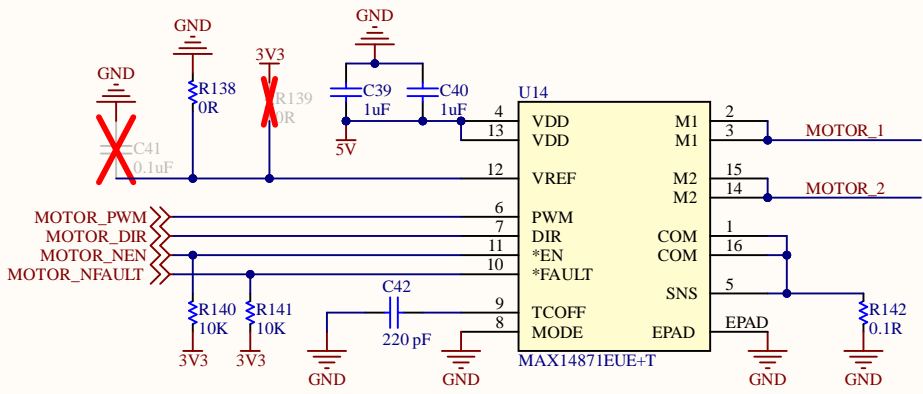 GND
GND
GND
3V3
R138
0R
R139
0R
C39
1uF
C40
1uF
5V
C41
0.1uF
U14
4 VDD
13 VDD
12 VREF
6 PWM
7 DIR
11 *EN
10 *FAULT
9 TCOFF
8 MODE
M1 2
M1 3
M2 15
M2 14
COM 1
COM 16
SNS 5
EPAD EPAD
MAX14871EUE+T
MOTOR_1
MOTOR_2
MOTOR_PWM
MOTOR_DIR
MOTOR_NEN
MOTOR_NFAULT
R140
10K
3V3
R141
10K
3V3
C42
220 pF
GND
GND
GND
R142
0.1R
GND